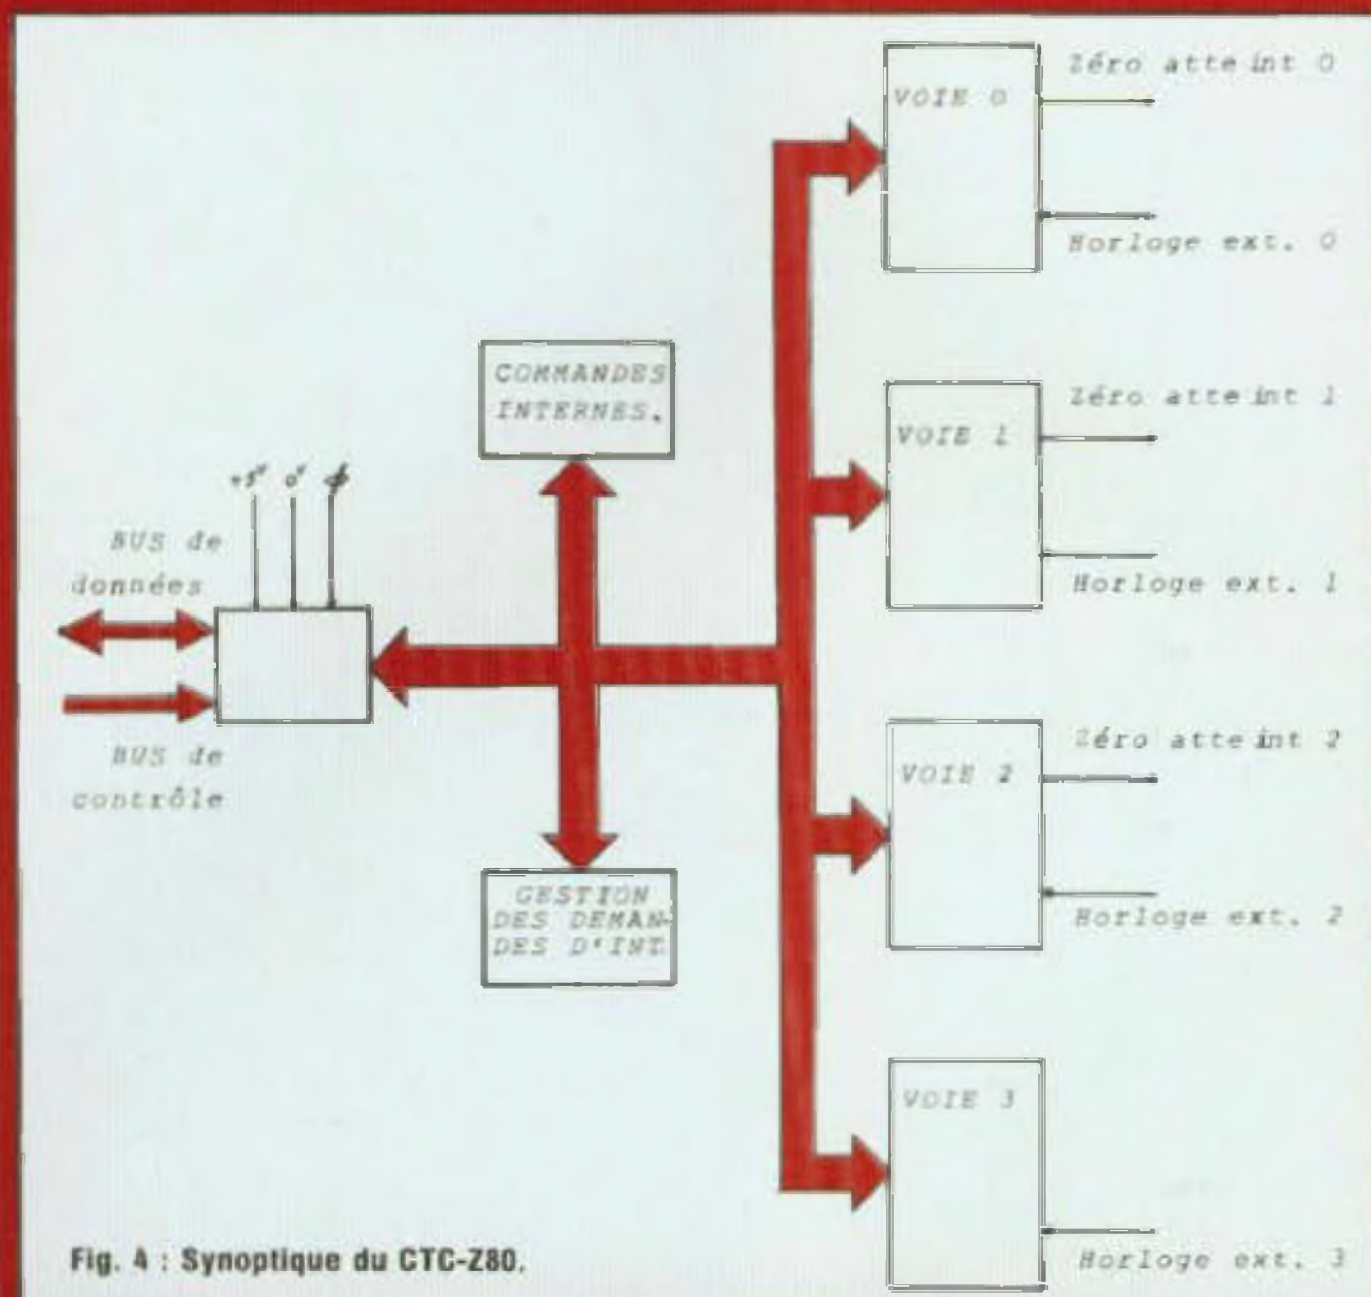 Zéro atteint 0
VOIE 0
Horloge ext. 0
COMMANDES
INTERNES.
Zéro atteint 1
VOIE 1
Horloge ext. 1
+5V 0V ϕ
BUS de
données
BUS de
contrôle
Zéro atteint 2
VOIE 2
Horloge ext. 2
GESTION
DES DEMAN-
DES D'INT.
VOIE 3
Horloge ext. 3
Fig. 4 : Synoptique du CTC-Z80.